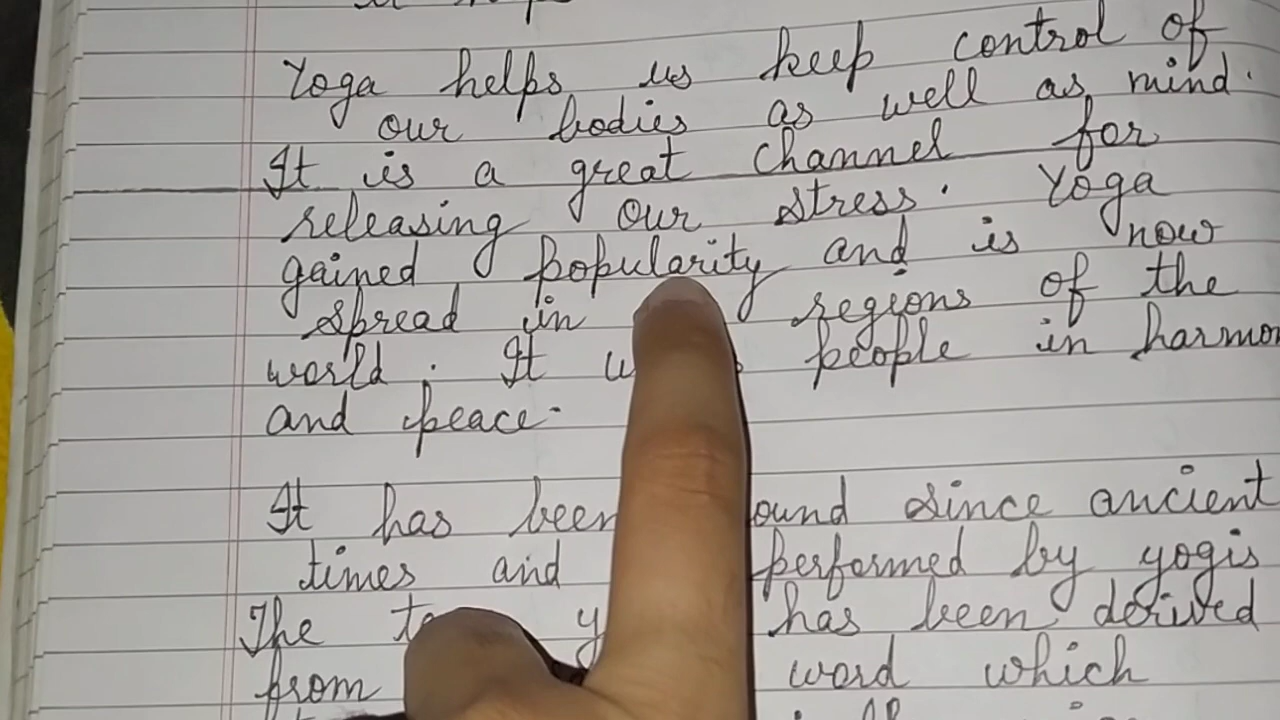 Yoga helps us keep control of
our bodies as well as mind.
It is a great channel for
releasing our stress. Yoga
gained popularity and is now
spread in regions of the
world. It people in
and peace.
It has been since ancient
times and performed by yogis
The has been derived
from word which